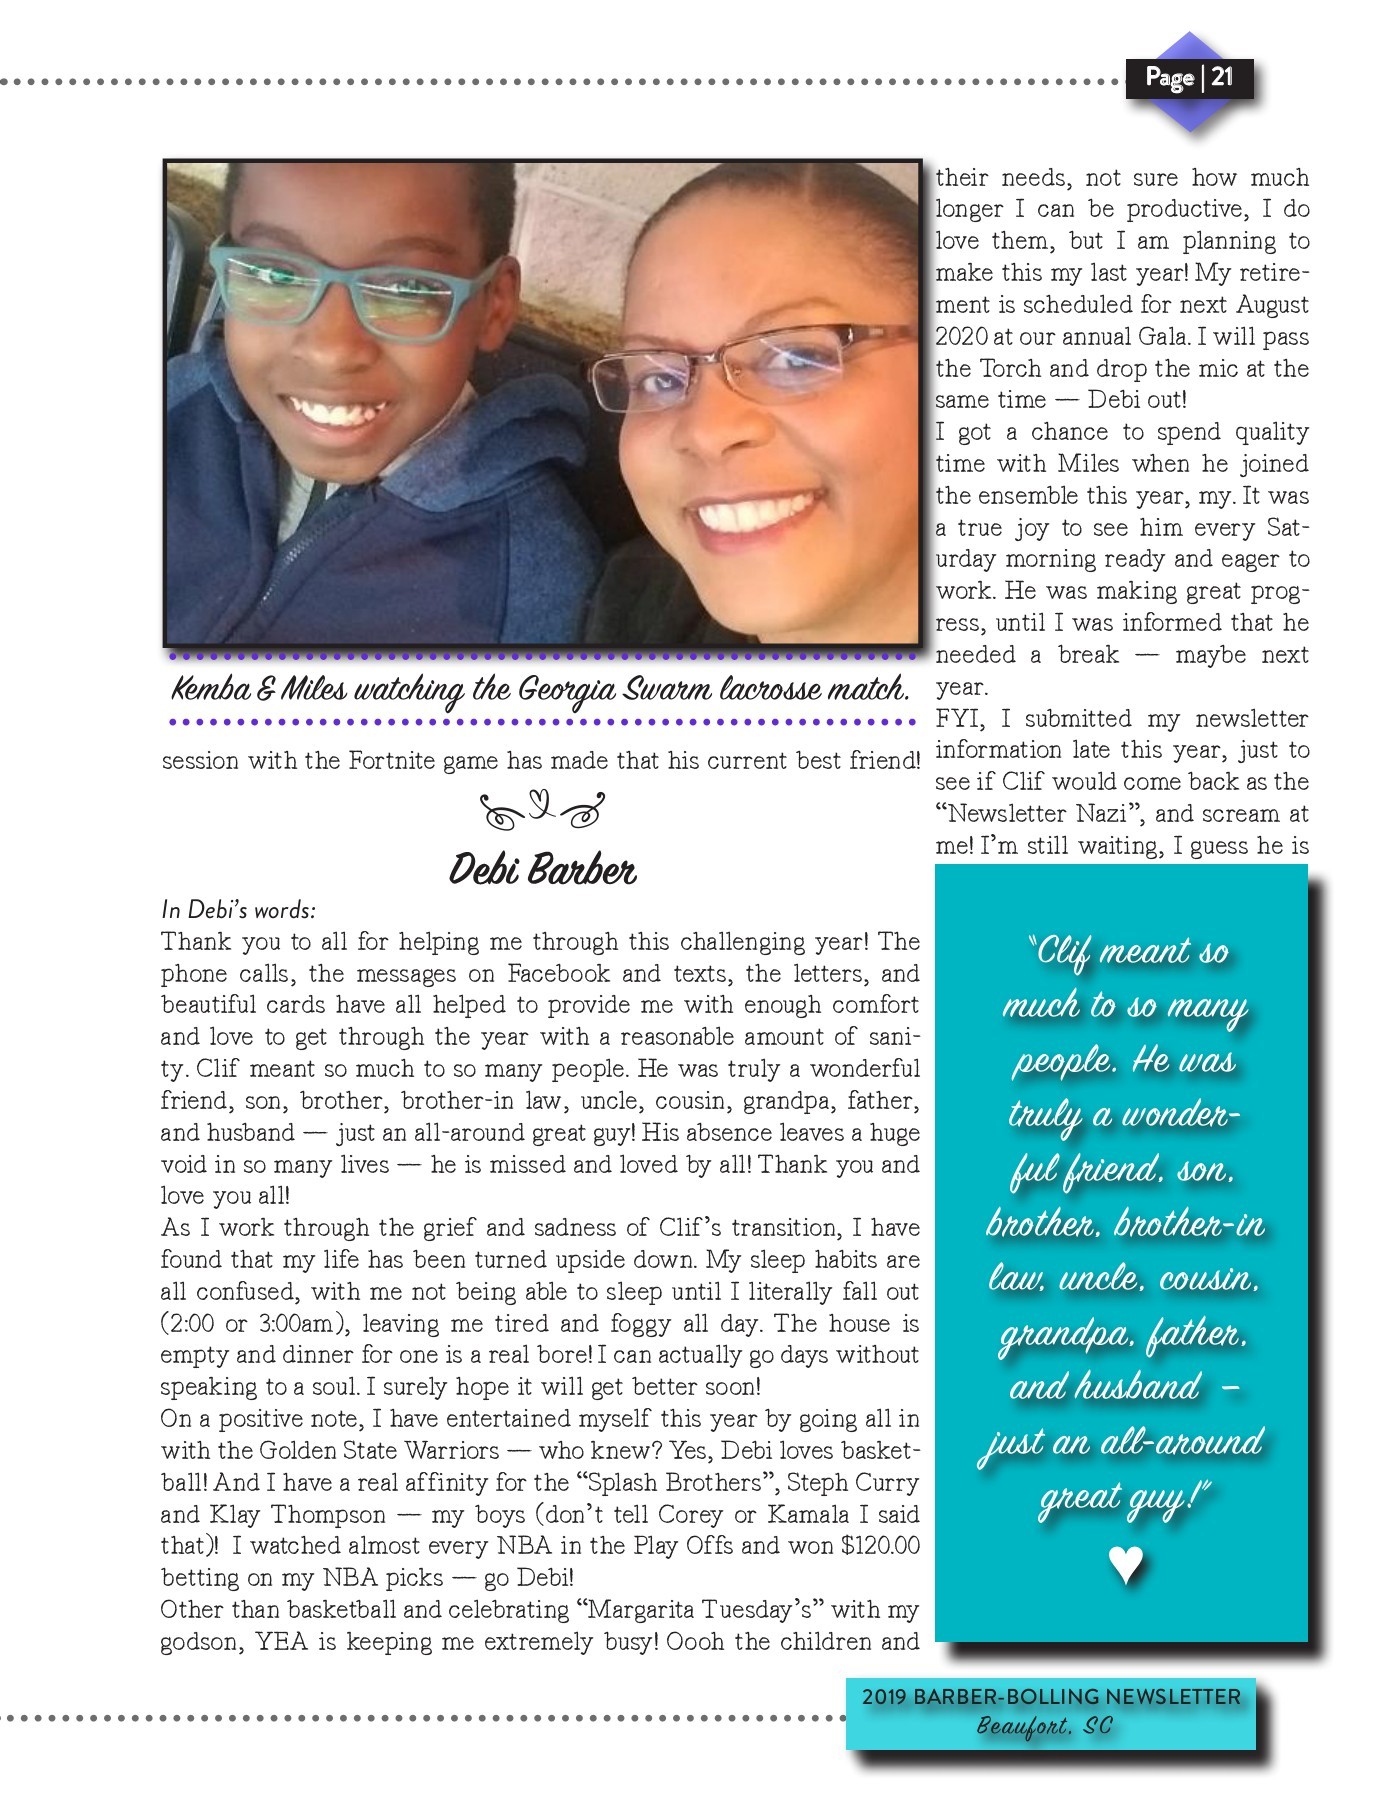 Page | 21
Kemba & Miles watching the Georgia Swarm lacrosse match.
session with the Fortnite game has made that his current best friend!
Debi Barber
In Debi's words:
Thank you to all for helping me through this challenging year! The
phone calls, the messages on Facebook and texts, the letters, and
beautiful cards have all helped to provide me with enough comfort
and love to get through the year with a reasonable amount of sani-
ty. Clif meant so much to so many people. He was truly a wonderful
friend, son, brother, brother-in law, uncle, cousin, grandpa, father,
and husband — just an all-around great guy! His absence leaves a huge
void in so many lives — he is missed and loved by all! Thank you and
love you all!
As I work through the grief and sadness of Clif's transition, I have
found that my life has been turned upside down. My sleep habits are
all confused, with me not being able to sleep until I literally fall out
(2:00 or 3:00am), leaving me tired and foggy all day. The house is
empty and dinner for one is a real bore! I can actually go days without
speaking to a soul. I surely hope it will get better soon!
On a positive note, I have entertained myself this year by going all in
with the Golden State Warriors — who knew? Yes, Debi loves basket-
ball! And I have a real affinity for the “Splash Brothers”, Steph Curry
and Klay Thompson — my boys (don't tell Corey or Kamala I said
that)! I watched almost every NBA in the Play Offs and won $120.00
betting on my NBA picks — go Debi!
Other than basketball and celebrating “Margarita Tuesday's” with my
godson, YEA is keeping me extremely busy! Oooh the children and
their needs, not sure how much
longer I can be productive, I do
love them, but I am planning to
make this my last year! My retire-
ment is scheduled for next August
2020 at our annual Gala. I will pass
the Torch and drop the mic at the
same time — Debi out!
I got a chance to spend quality
time with Miles when he joined
the ensemble this year, my. It was
a true joy to see him every Sat-
urday morning ready and eager to
work. He was making great prog-
ress, until I was informed that he
needed a break — maybe next
year.
FYI, I submitted my newsletter
information late this year, just to
see if Clif would come back as the
“Newsletter Nazi”, and scream at
me! I'm still waiting, I guess he is
“Clif meant so
much to so many
people. He was
truly a wonder-
ful friend, son,
brother, brother-in
law, uncle, cousin,
grandpa, father,
and husband –
just an all-around
great guy!”
2019 BARBER-BOLLING NEWSLETTER
Beaufort, SC